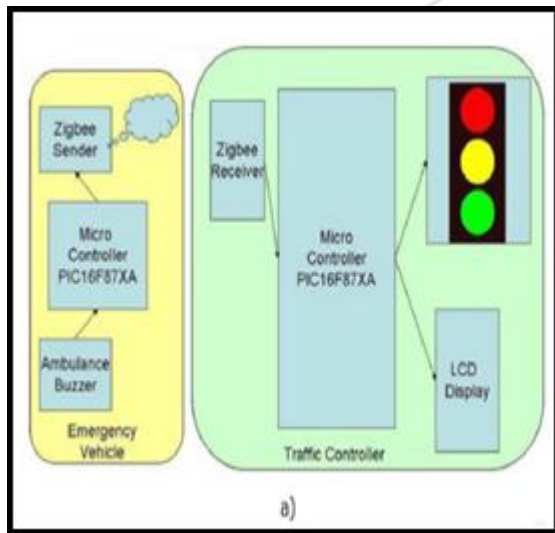 Zigbee
Sender
Micro
Controller
PIC16F87XA
Ambulance
Buzzer
Emergency
Vehicle
Zigbee
Receiver
Micro
Controller
PIC16F87XA
LCD
Display
Traffic Controller
a)